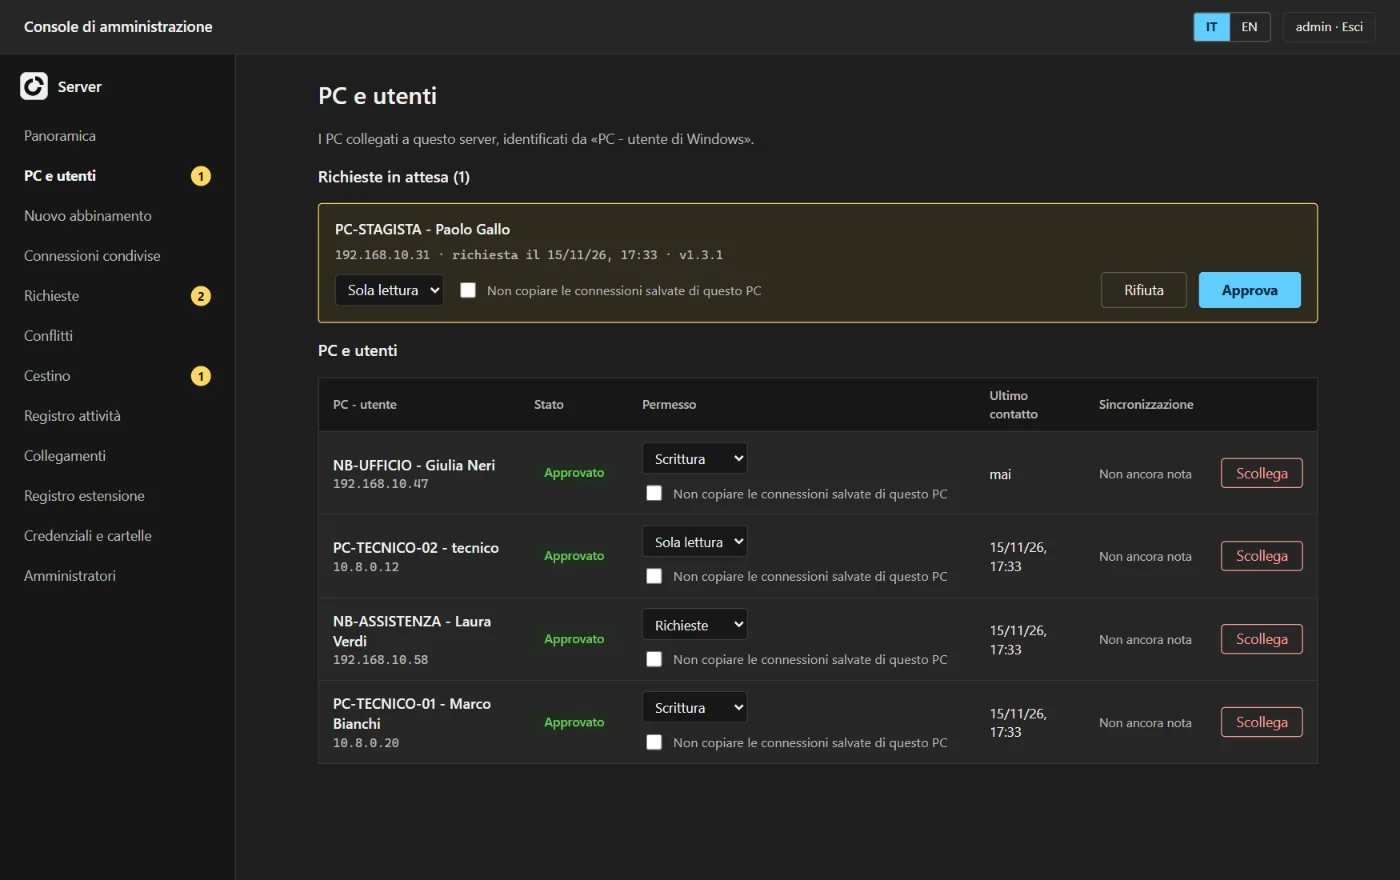 Console di amministrazione
IT
EN
admin · Esci
Server
Panoramica
PC e utenti
1
Nuovo abbinamento
Connessioni condivise
Richieste
2
Conflitti
Cestino
1
Registro attività
Collegamenti
Registro estensione
Credenziali e cartelle
Amministratori
PC e utenti
I PC collegati a questo server, identificati da «PC - utente di Windows».
Richieste in attesa (1)
PC-STAGISTA - Paolo Gallo
192.168.10.31 · richiesta il 15/11/26, 17:33 · v1.3.1
Sola lettura
Non copiare le connessioni salvate di questo PC
Rifiuta
Approva
PC e utenti
PC - utente
Stato
Permesso
Ultimo
contatto
Sincronizzazione
NB-UFFICIO - Giulia Neri
192.168.10.47
Approvato
Scrittura
Non copiare le connessioni salvate di questo PC
mai
Non ancora nota
Scollega
PC-TECNICO-02 - tecnico
10.8.0.12
Approvato
Sola lettura
Non copiare le connessioni salvate di questo PC
15/11/26,
17:33
Non ancora nota
Scollega
NB-ASSISTENZA - Laura
Verdi
192.168.10.58
Approvato
Richieste
Non copiare le connessioni salvate di questo PC
15/11/26,
17:33
Non ancora nota
Scollega
PC-TECNICO-01 - Marco
Bianchi
10.8.0.20
Approvato
Scrittura
Non copiare le connessioni salvate di questo PC
15/11/26,
17:33
Non ancora nota
Scollega